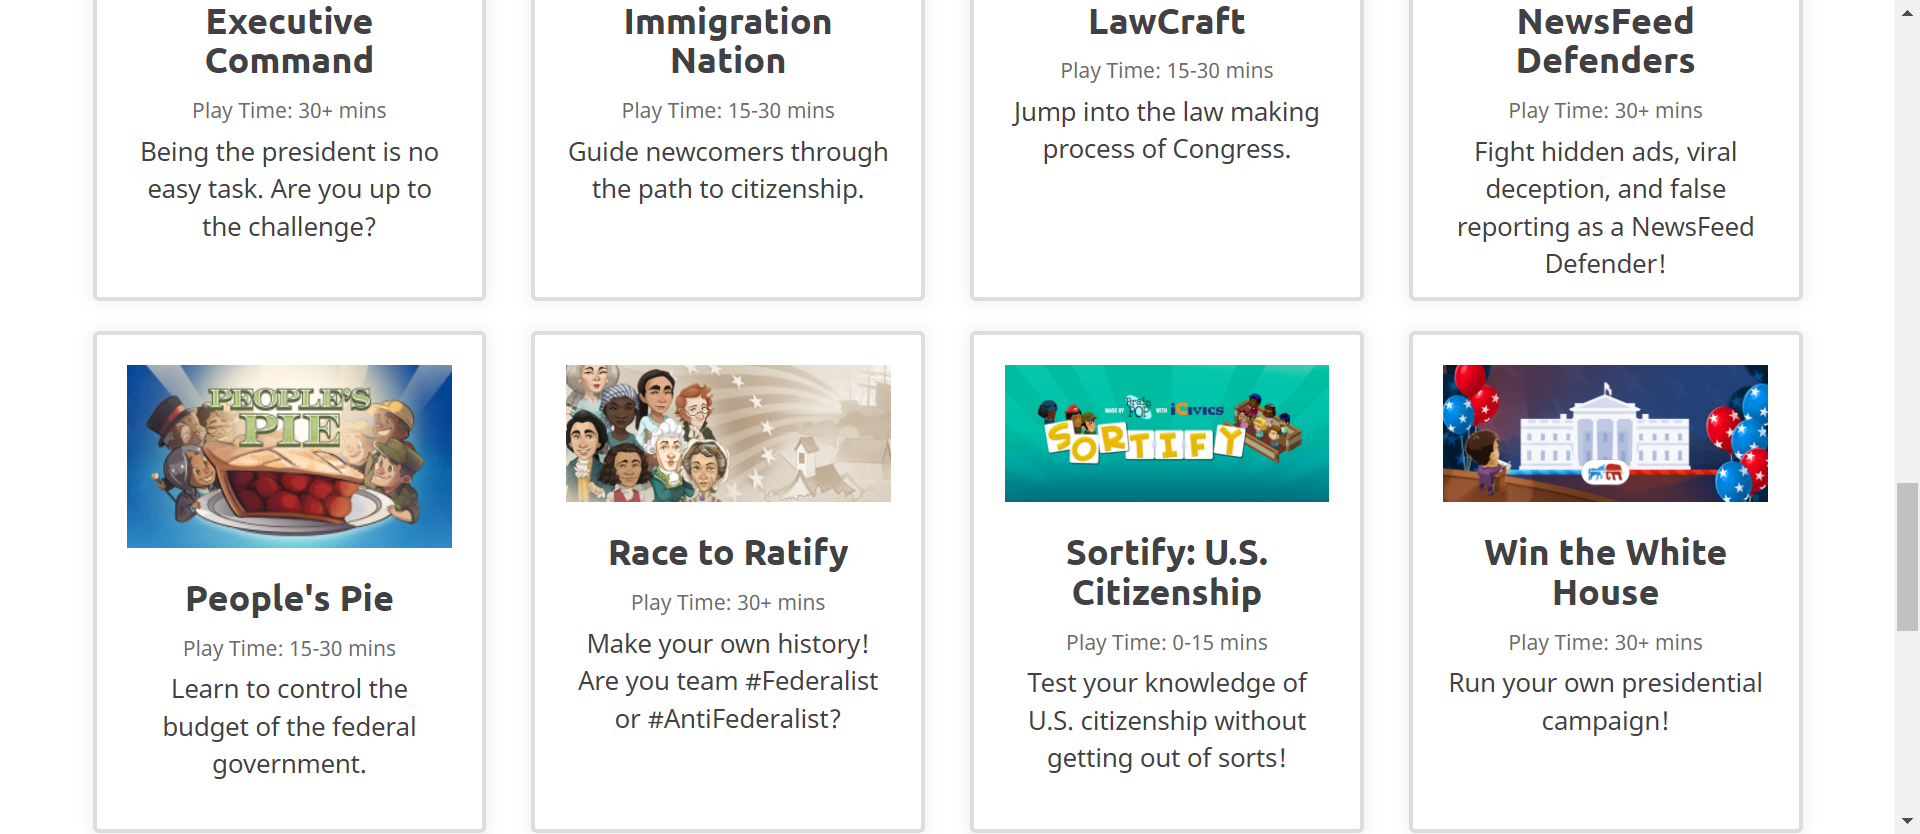 Executive
Command
Play Time: 30+ mins
Being the president is no
easy task. Are you up to
the challenge?
Immigration
Nation
Play Time: 15-30 mins
Guide newcomers through
the path to citizenship.
LawCraft
Play Time: 15-30 mins
Jump into the law making
process of Congress.
NewsFeed
Defenders
Play Time: 30+ mins
Fight hidden ads, viral
deception, and false
reporting as a NewsFeed
Defender!
PEOPLE'S
PIE
People's Pie
Play Time: 15-30 mins
Learn to control the
budget of the federal
government.
Race to Ratify
Play Time: 30+ mins
Make your own history!
Are you team #Federalist
or #AntiFederalist?
MADE BY Brain POP WITH iCivics
SORTIFY
Sortify: U.S.
Citizenship
Play Time: 0-15 mins
Test your knowledge of
U.S. citizenship without
getting out of sorts!
Win the White
House
Play Time: 30+ mins
Run your own presidential
campaign!